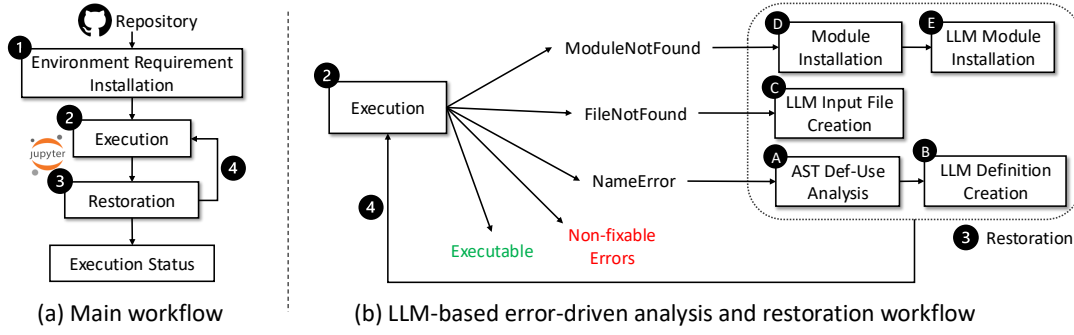 Repository
1
Environment Requirement
Installation
2
Execution
jupyter
3
4
Restoration
Execution Status
(a) Main workflow
2
Execution
ModuleNotFound
D
Module
Installation
E
LLM Module
Installation
FileNotFound
C
LLM Input File
Creation
NameError
A
AST Def-Use
Analysis
B
LLM Definition
Creation
4
Executable
Non-fixable
Errors
3 Restoration
(b) LLM-based error-driven analysis and restoration workflow